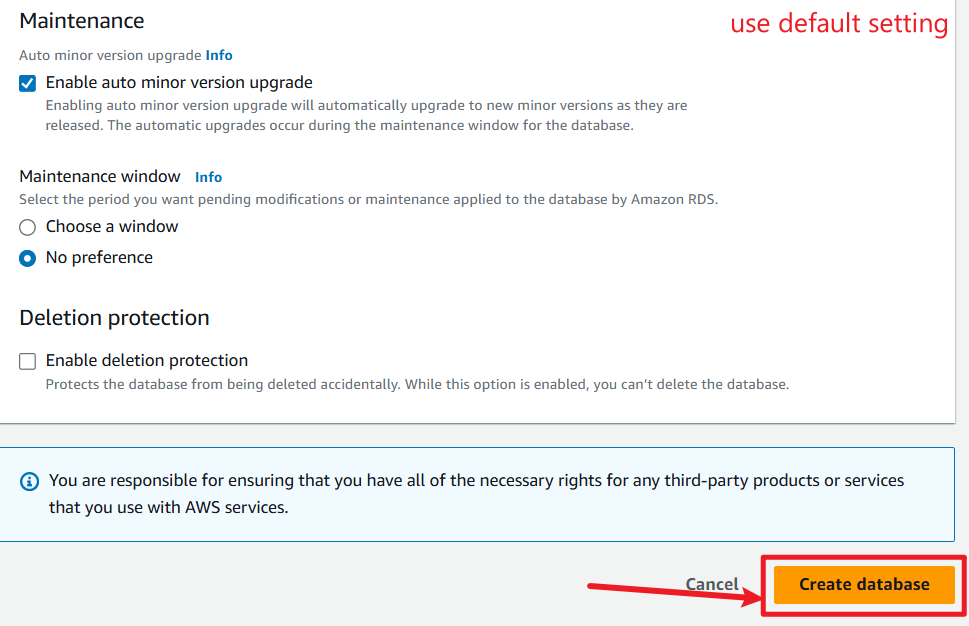 Maintenance
use default setting
Auto minor version upgrade Info
Enable auto minor version upgrade
Enabling auto minor version upgrade will automatically upgrade to new minor versions as they are
released. The automatic upgrades occur during the maintenance window for the database.
Maintenance window Info
Select the period you want pending modifications or maintenance applied to the database by Amazon RDS.
Choose a window
No preference
Deletion protection
Enable deletion protection
Protects the database from being deleted accidentally. While this option is enabled, you can't delete the database.
You are responsible for ensuring that you have all of the necessary rights for any third-party products or services
that you use with AWS services.
Cancel
Create database